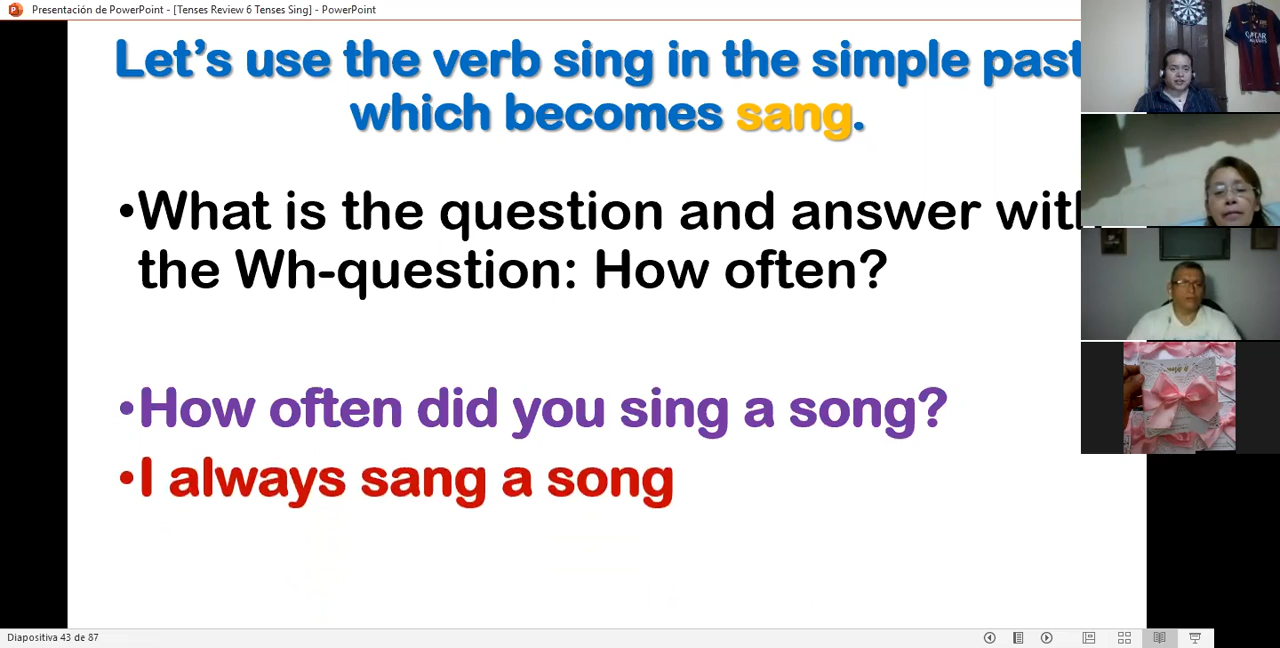 Presentación de PowerPoint - [Tenses Review 6 Tenses Sing] - PowerPoint
Let's use the verb sing in the simple past
which becomes sang.
•What is the question and answer with
the Wh-question: How often?
•How often did you sing a song?
•I always sang a song
QATAR
Diapositiva 43 de 87